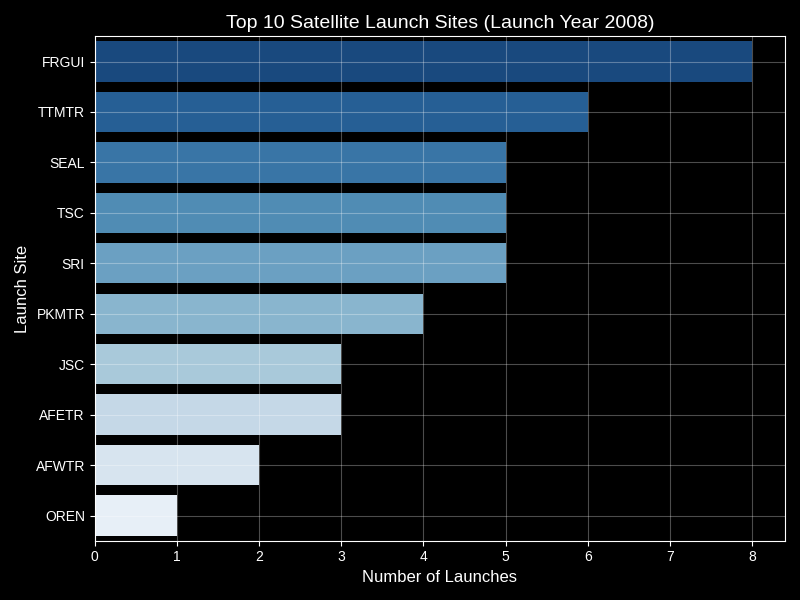 Top 10 Satellite Launch Sites (Launch Year 2008)
Launch Site
FRGUI
TTMTR
SEAL
TSC
SRI
PKMTR
JSC
AFETR
AFWTR
OREN
0 1 2 3 4 5 6 7 8
Number of Launches